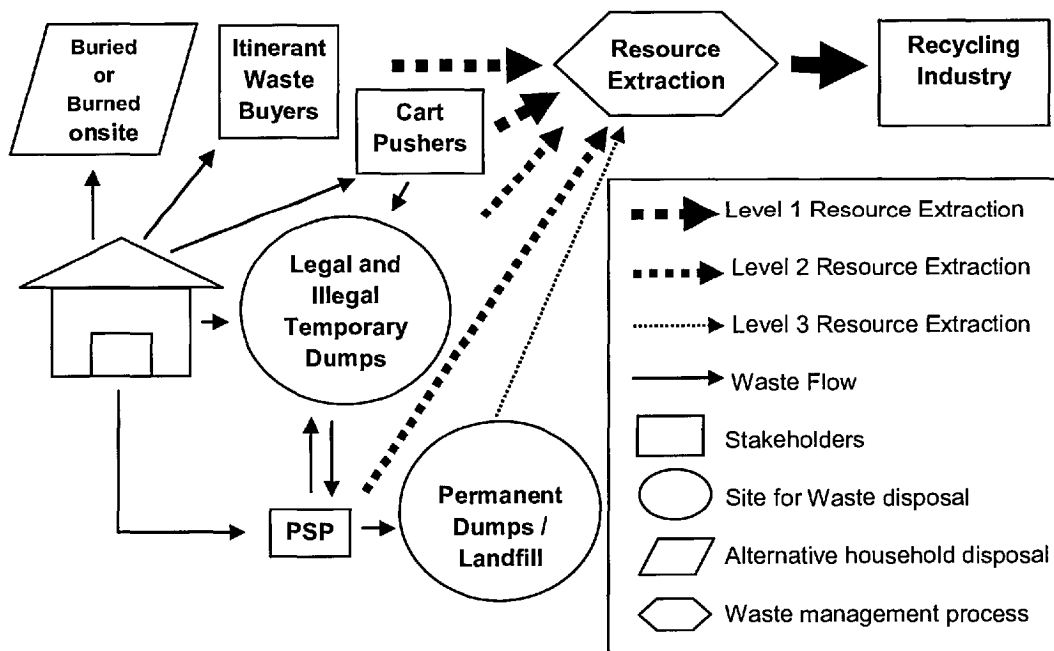 Buried
or
Burned
onsite
Itinerant
Waste
Buyers
Cart
Pushers
Resource
Extraction
Recycling
Industry
Legal and
Illegal
Temporary
Dumps
PSP
Permanent
Dumps /
Landfill
Level 1 Resource Extraction
Level 2 Resource Extraction
Level 3 Resource Extraction
Waste Flow
Stakeholders
Site for Waste disposal
Alternative household disposal
Waste management process